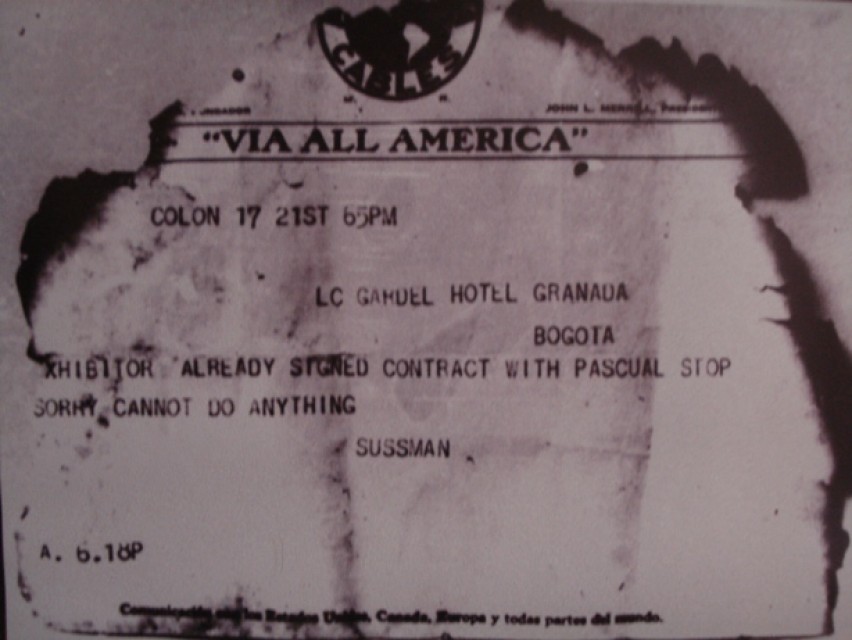 CABLES
JOHN L. MERRILL,
"VIA ALL AMERICA"
COLON 17 21ST 65PM
LC GARDEL HOTEL GRANADA
BOGOTA
XHIBITOR ALREADY SIGNED CONTRACT WITH PASCUAL STOP
SORRY CANNOT DO ANYTHING
SUSSMAN
A. 6.18P
Comunicación con los Estados Unidos, Canada, Europa y todas partes del mundo.